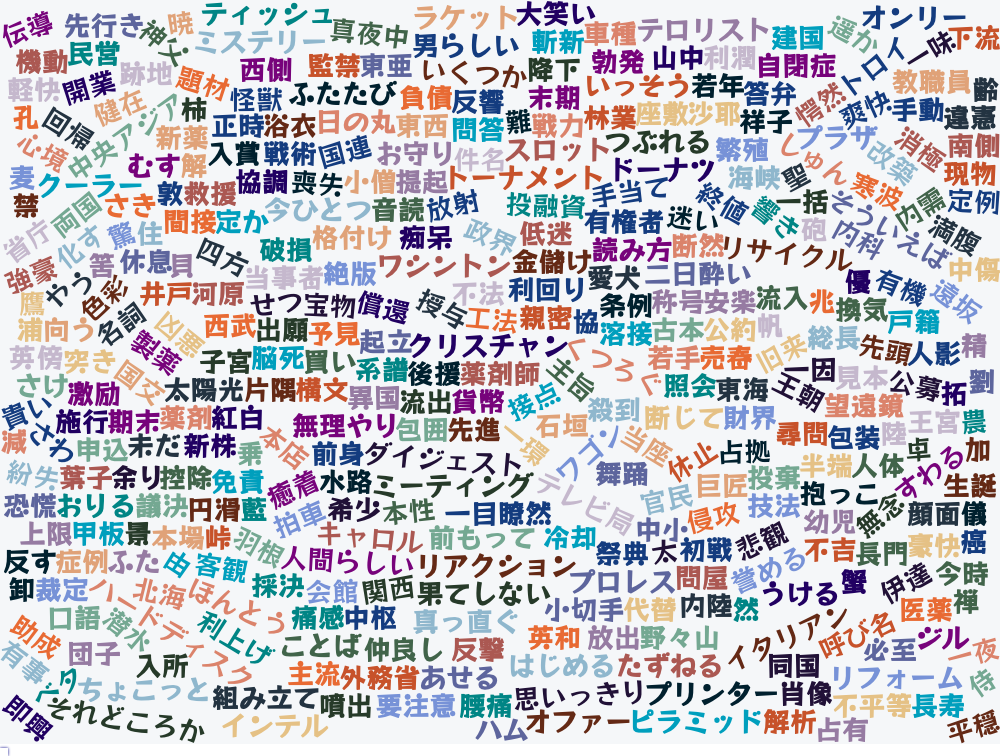 伝導 先行き 神父 暁 ティッシュ 真夜中 ラケット 大笑い 車種 テロリスト 建国 遥か オンリー 下流
機動 民営 ミステリー 男らしい 斬新 トロイ 一味
軽快 開業 跡地 題材 西側 監禁 東亜 いくつか 降下 勃発 山中 利潤 自閉症 教職員 齢
孔 回帰 健在 中央アジア 柿 怪獣 ふたたび 負債 反響 末期 いっそう 若年 答弁 愕然 爽快 手動 違憲
心境 新薬 正時 浴衣 日の丸 東西 問答 難 戦力 林業 座敷 沙耶 祥子 プラザ 消極 南側
麦 クーラー むす 解 入賞 戦術 国連 お守り 件名 スロット つぶれる 繁殖 しゅん 改築 現物
禁 両国 さき 敦 救援 協調 喪失 小僧 提起 トーナメント ドーナツ 手当て 海峡 聖 寒波 内需 定例
省庁 化す 驚 住 間接 定か 今ひとつ 音読 放射 投融資 有権者 迷い 終値 響き 一括 そういえば 満腹
強豪 やう 筈 休息 貝 四方 破損 格付け 痴呆 政界 低迷 読み方 断然 リサイクル 砲 内科 中傷
鷹 色彩 井戸 河原 当事者 絶版 ワシントン 金儲け 愛犬 二日酔い 優 有機 遠坂
浦 向う 名詞 凶悪 せつ 宝物 償還 授与 不法 利回り 条例 称号 安楽 流入 兆 換気 戸籍
英 傍 突き 製薬 西武 出願 予見 起立 工法 親密 協 溶接 古本 公約 帆 総長 先頭 人影 精
さけ 激励 国交 子宮 脳死 買い 系譜 クリスチャン 主旨 くつろぐ 若手 売春 旧来 一因 見本 公募 拓 劉
貴い さぞ 太陽光 片隅 構文 異国 後援 薬剤師 流出 貨幣 接点 殺到 照会 東海 王朝 望遠鏡 王宮 農
減 施行 期末 薬剤 紅白 無理やり 包囲 先進 一環 石垣 断じて 財界 尋問 包装 陸 卓 加
申込 未だ 新株 乗 本店 前身 ダイジェスト ワゴン 当座 休止 占拠 半端 人体 すわる 生誕
紛失 葉子 余り 控除 免責 癒着 水路 ミーティング テレビ局 舞踊 巨匠 投棄 抱っこ 無念
恐慌 おりる 議決 円滑 藍 拍車 希少 本性 一目瞭然 官民 侵攻 技法 幼児 顔面 儀
上限 甲板 景 本場 峠 羽根 キャロル 前もって 冷却 中小 悲観 豪快 癌
反す 症例 ふた 由 客観 人間らしい リアクション 祭典 太 初戦 不吉 長門 今時
卸 裁定 ハードディスク 北海 ほんとう 採決 会館 関西 果てしない プロレス 問屋 誉める うける 蟹 伊達 禅
口語 潜水 利上げ 痛感 中枢 真っ直ぐ 小切手 代替 内陸 然 イタリアン 呼び名 医薬
助成 団子 ことば 仲良し 反撃 英和 放出 野々山 必至 ジル 一夜
有事 入所 主流 外務省 あせる はじめる たずねる 同国 リフォーム 侍
ちょこっと 組み立て 噴出 要注意 腰痛 思いっきり プリンター 肖像 不平等 長寿
即興 それどころか インテル ハム オファー ピラミッド 解析 占有 平穏